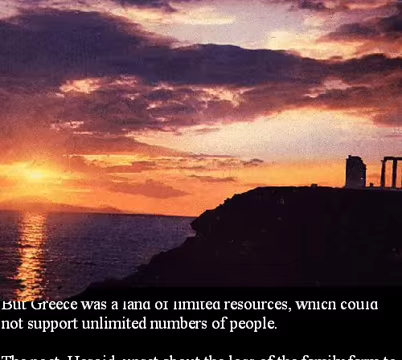 But Greece was a land of limited resources, which could
not support unlimited numbers of people.
The poet, Hesiod, upset about the loss of the family farm to